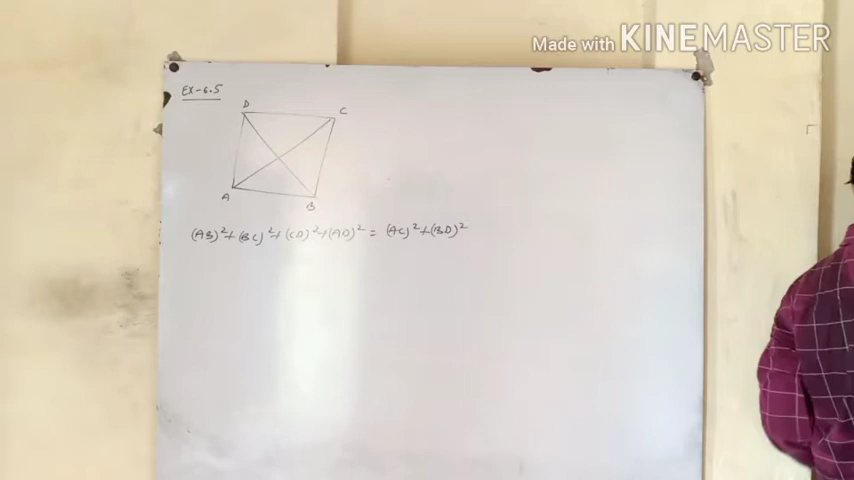 Made with KINEMASTER
EX-6.5
D
C
A
B
(AB)²+(BC)²+(CD)²+(AD)² = (AC)²+(BD)²